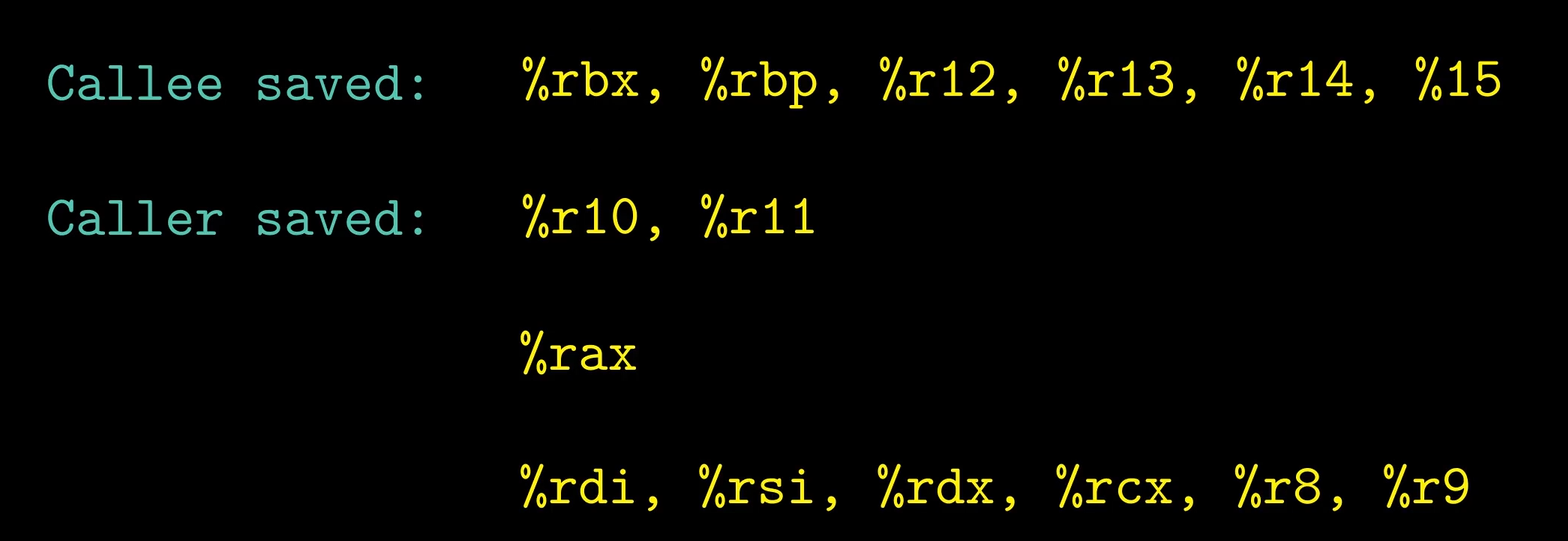 Callee saved: %rbx, %rbp, %r12, %r13, %r14, %15
Caller saved: %r10, %r11
%rax
%rdi, %rsi, %rdx, %rcx, %r8, %r9